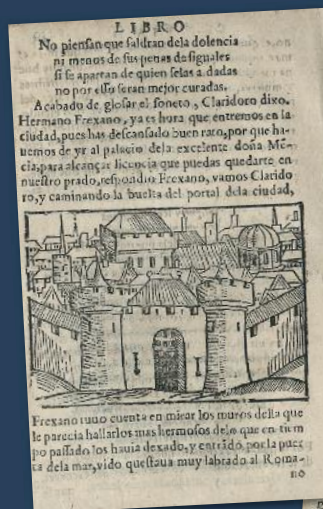 LIBRO
No piensan que saldran dela dolencia
ni menos de sus penas desiguales
si se apartan de quien selas a dadas
no por esso seran mejor curadas.
Acabado de glosar el soneto, Claridoro dixo.
Hermano Frexano, ya es hora que entremos en la
ciudad, pues has descansado buen rato, por que ha-
uemos de yr al palacio dela excelente doña Me-
cia, para alcançar licencia que puedas quedarte en
nuestro prado, respondio Frexano, vamos Clarido
ro, y caminando la buelta del portal dela ciudad,
Frexano tuuo cuenta en mirar los muros della que
le parecia hallarlos mas hermosos delo que en tiem
po passado los hauia dexado, y entrãdo por la puer
ta dela mar, vido questaua muy labrado al Roma-
no